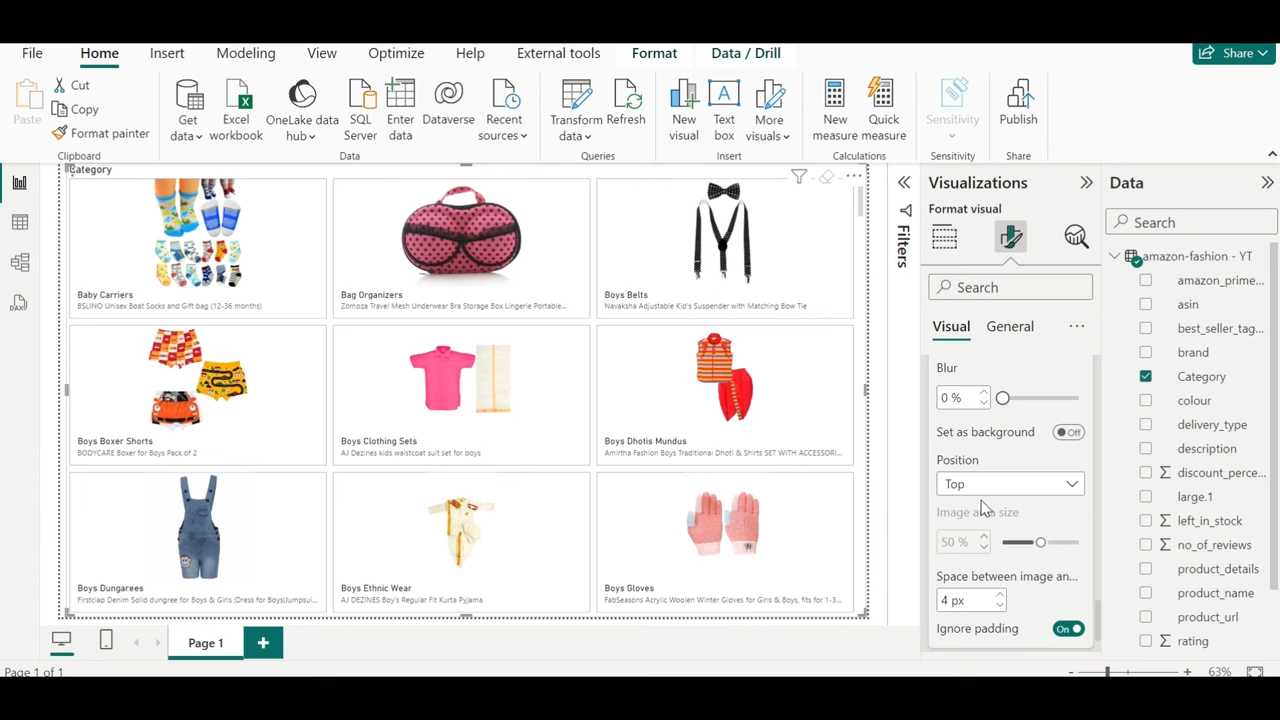 File Home Insert Modeling View Optimize Help External tools Format Data / Drill Share
Paste
Cut
Copy
Format painter
Clipboard
Get data
Excel workbook
OneLake data hub
SQL Server
Enter data
Dataverse
Recent sources
Data
Transform data
Refresh
Queries
New visual
Text box
More visuals
Insert
New measure
Quick measure
Calculations
Sensitivity
Sensitivity
Publish
Share
Category
Baby Carriers
BSLINO Unisex Boat Socks and Gift bag (12-36 months)
Bag Organizers
Zomoza Travel Mesh Underwear Bra Storage Box Lingerie Portable...
Boys Belts
Navaksha Adjustable Kid's Suspender with Matching Bow Tie
Boys Boxer Shorts
BODYCARE Boxer for Boys Pack of 2
Boys Clothing Sets
AJ Dezines kids waistcoat suit set for boys
Boys Dhotis Mundus
Amirtha Fashion Boys Traditional Dhoti & Shirts SET WITH ACCESSORI...
Boys Dungarees
Firstclap Denim Solid dungree for Boys & Girls |Dress for Boys|Jumpsui...
Boys Ethnic Wear
AJ DEZINES Boy's Regular Fit Kurta Pyjama
Boys Gloves
FabSeasons Acrylic Woolen Winter Gloves for Girls & Boys, fits for 1-3...
Page 1
Page 1 of 1
63%
Filters
Visualizations
Format visual
Search
Visual General
Blur
0 %
Set as background Off
Position
Top
Image area size
50 %
Space between image an...
4 px
Ignore padding On
Data
Search
amazon-fashion - YT
amazon_prime...
asin
best_seller_tag...
brand
Category
colour
delivery_type
description
discount_perce...
large.1
left_in_stock
no_of_reviews
product_details
product_name
product_url
rating